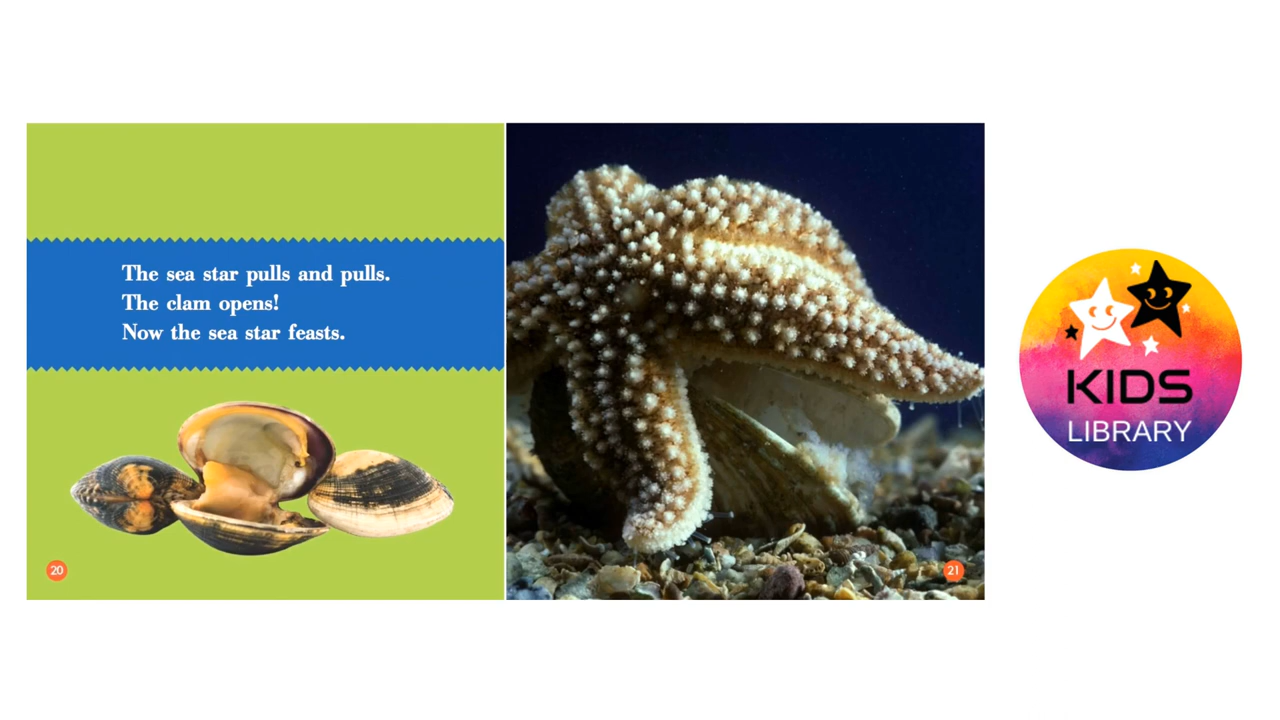 The sea star pulls and pulls.
The clam opens!
Now the sea star feasts.
20
21
KIDS
LIBRARY